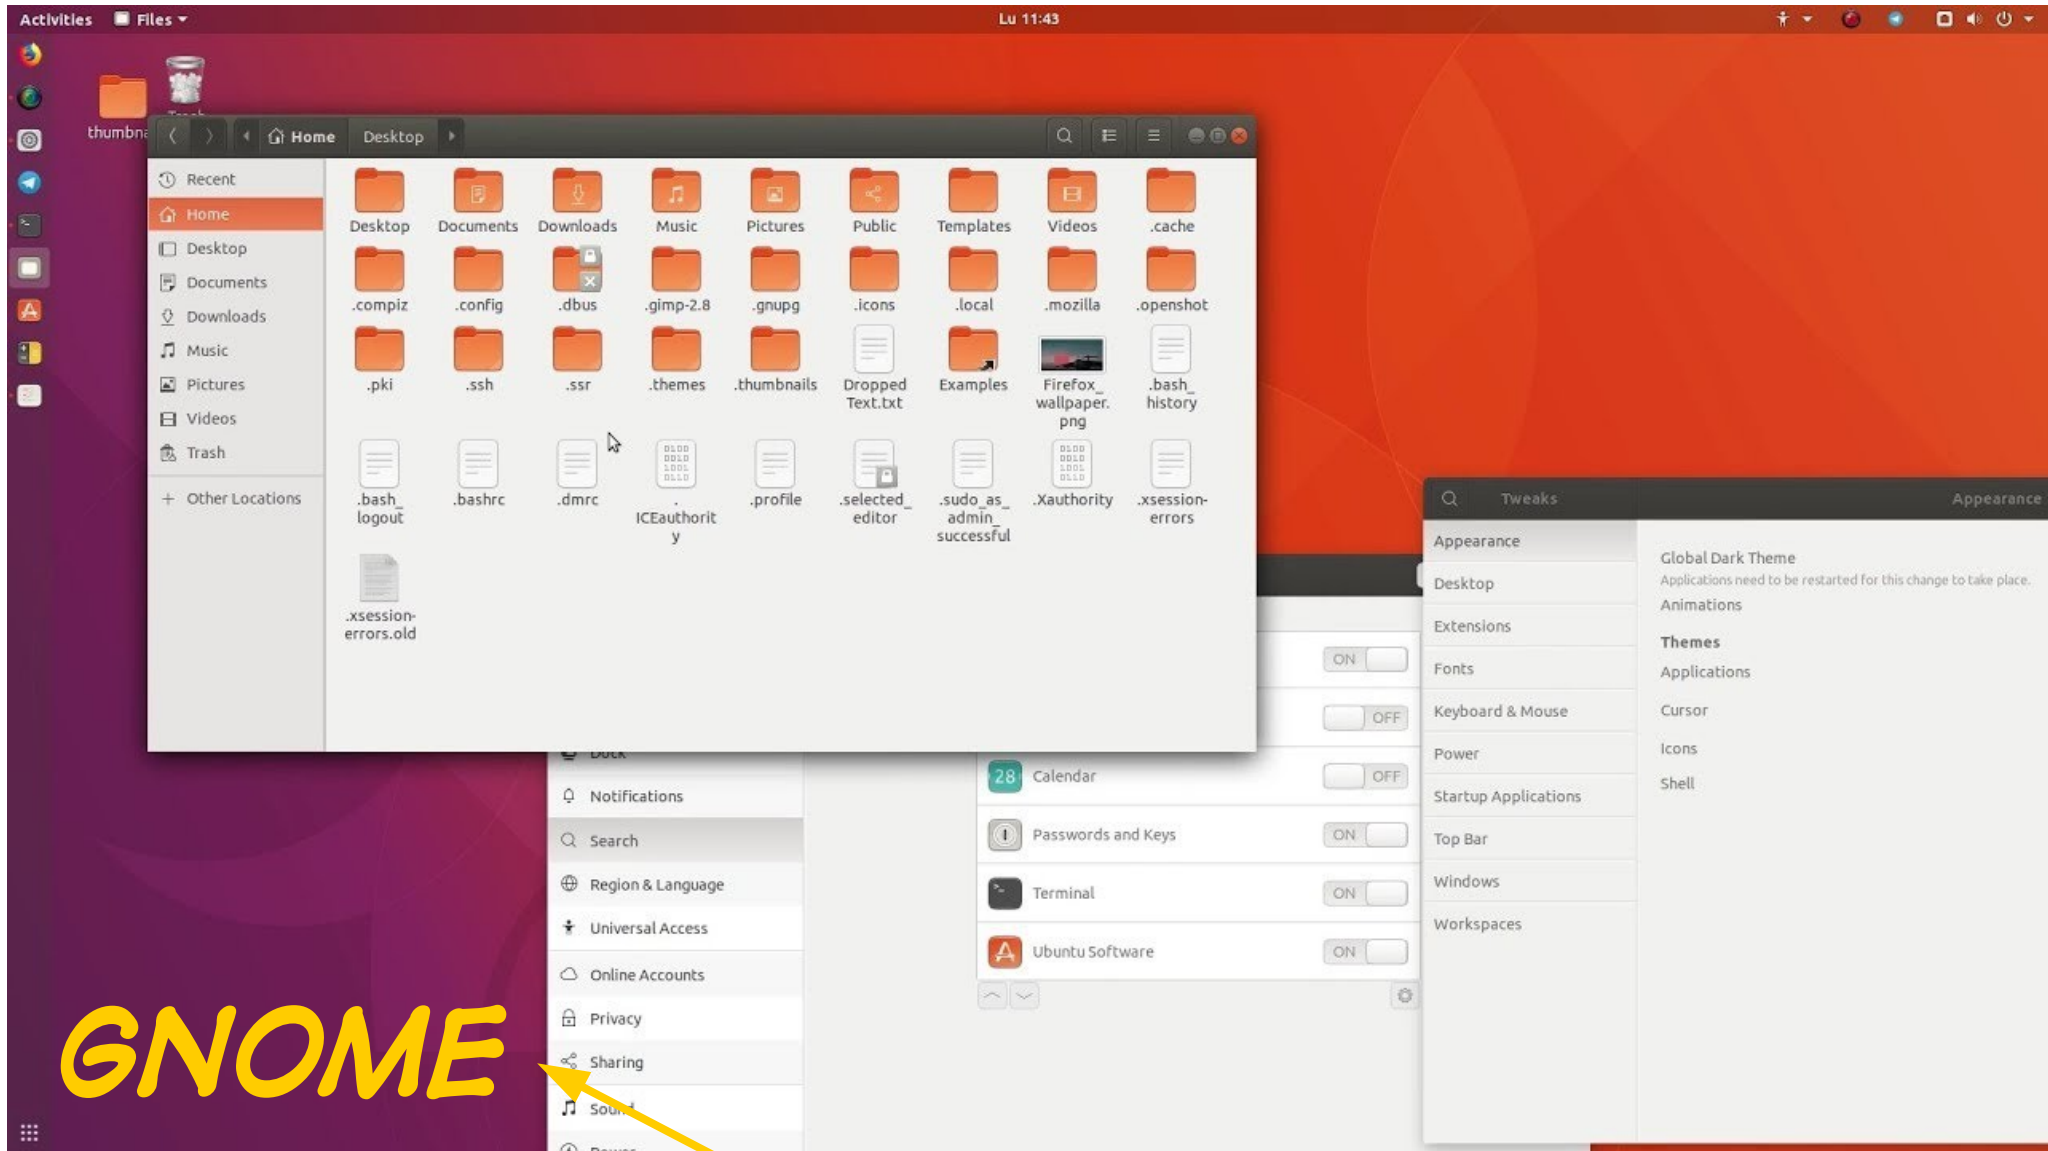 Activities
Files
Lu 11:43
thumbna
Home
Desktop
Recent
Home
Desktop
Documents
Downloads
Music
Pictures
Videos
Trash
+ Other Locations
Desktop
Documents
Downloads
Music
Pictures
Public
Templates
Videos
.cache
.compiz
.config
.dbus
.gimp-2.8
.gnupg
.icons
.local
.mozilla
.openshot
.pki
.ssh
.ssr
.themes
.thumbnails
Dropped
Text.txt
Examples
Firefox_
wallpaper.
png
.bash_
history
.bash_
logout
.bashrc
.dmrc
.
ICEauthorit
y
.profile
.selected_
editor
.sudo_as_
admin_
successful
.Xauthority
.xsession-
errors
.xsession-
errors.old
Notifications
Search
Region & Language
Universal Access
Online Accounts
Privacy
Sharing
Sound
ON
OFF
28
Calendar
OFF
Passwords and Keys
ON
Terminal
ON
Ubuntu Software
ON
Tweaks
Appearance
Appearance
Desktop
Extensions
Fonts
Keyboard & Mouse
Power
Startup Applications
Top Bar
Windows
Workspaces
Global Dark Theme
Applications need to be restarted for this change to take place.
Animations
Themes
Applications
Cursor
Icons
Shell
GNOME